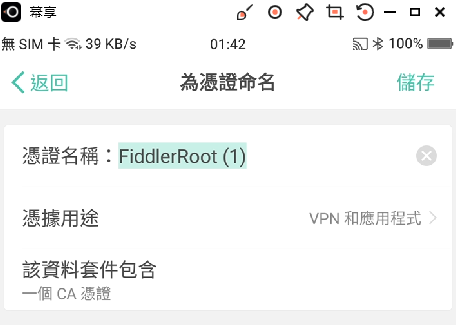 幕享
無 SIM 卡 39 KB/s 01:42 100%
返回 為憑證命名 儲存
憑證名稱：FiddlerRoot (1)
憑據用途 VPN 和應用程式
該資料套件包含
一個 CA 憑證